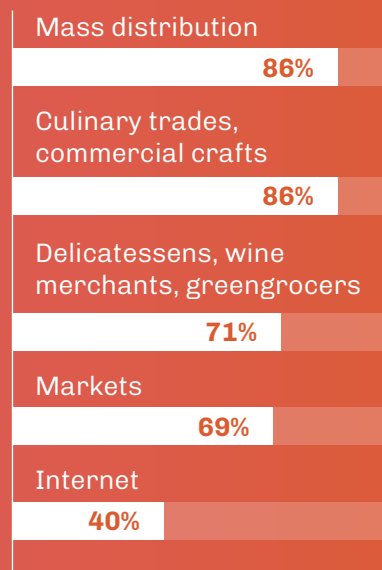 Mass distribution
86%
Culinary trades,
commercial crafts
86%
Delicatessens, wine
merchants, greengrocers
71%
Markets
69%
Internet
40%